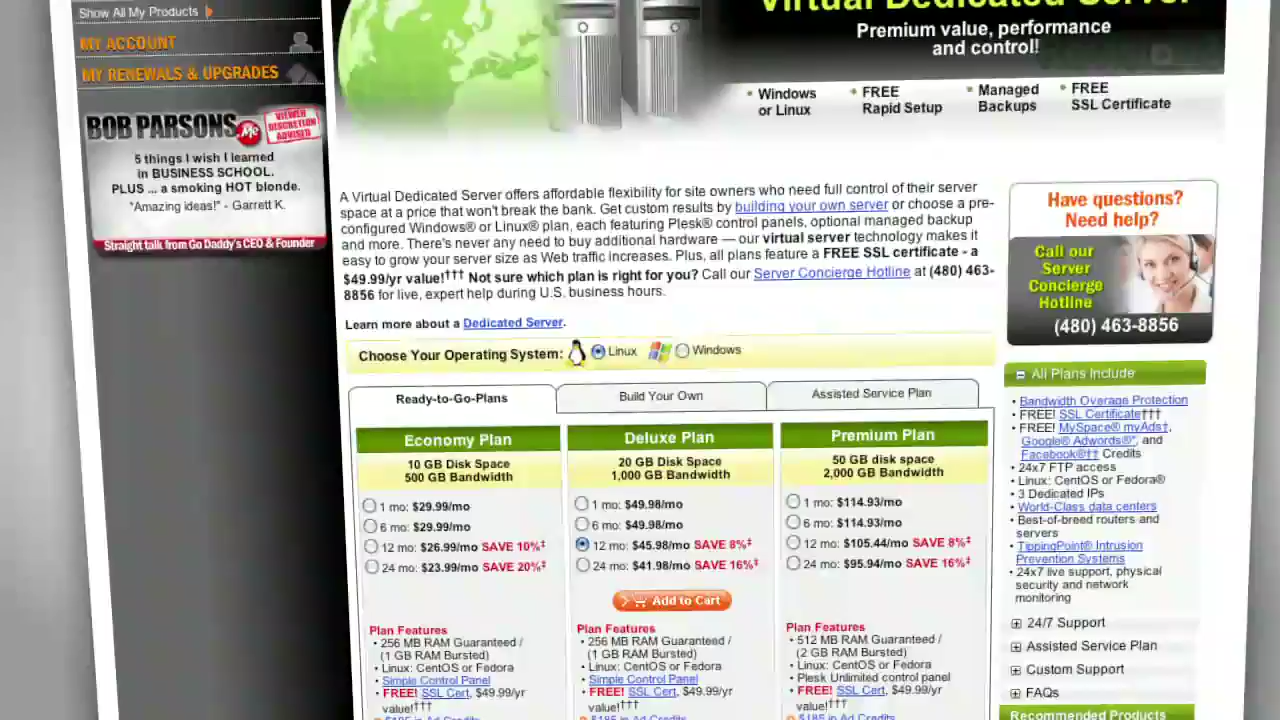 Show All My Products
MY ACCOUNT
MY RENEWALS & UPGRADES
BOB PARSONS .Me
VIEWER
DISCRETION
ADVISED
5 things I wish I learned
in BUSINESS SCHOOL.
PLUS ... a smoking HOT blonde.
"Amazing ideas!" - Garrett K.
Straight talk from Go Daddy's CEO & Founder
Virtual Dedicated Server
Premium value, performance
and control!
• Windows
or Linux
• FREE
Rapid Setup
• Managed
Backups
• FREE
SSL Certificate
A Virtual Dedicated Server offers affordable flexibility for site owners who need full control of their server
space at a price that won't break the bank. Get custom results by building your own server or choose a pre-
configured Windows® or Linux® plan, each featuring Plesk® control panels, optional managed backup
and more. There's never any need to buy additional hardware — our virtual server technology makes it
easy to grow your server size as Web traffic increases. Plus, all plans feature a FREE SSL certificate - a
$49.99/yr value!††† Not sure which plan is right for you? Call our Server Concierge Hotline at (480) 463-
8856 for live, expert help during U.S. business hours.
Learn more about a Dedicated Server.
Choose Your Operating System: Linux Windows
Ready-to-Go-Plans
Build Your Own
Assisted Service Plan
Economy Plan
10 GB Disk Space
500 GB Bandwidth
1 mo: $29.99/mo
6 mo: $29.99/mo
12 mo: $26.99/mo SAVE 10%‡
24 mo: $23.99/mo SAVE 20%‡
Plan Features
• 256 MB RAM Guaranteed /
(1 GB RAM Bursted)
• Linux: CentOS or Fedora
• Simple Control Panel
• FREE! SSL Cert, $49.99/yr
value!†††
$185 in Ad Credits
Deluxe Plan
20 GB Disk Space
1,000 GB Bandwidth
1 mo: $49.98/mo
6 mo: $49.98/mo
12 mo: $45.98/mo SAVE 8%‡
24 mo: $41.98/mo SAVE 16%‡
Add to Cart
Plan Features
• 256 MB RAM Guaranteed /
(1 GB RAM Bursted)
• Linux: CentOS or Fedora
• Simple Control Panel
• FREE! SSL Cert, $49.99/yr
value!†††
$185 in Ad Credits
Premium Plan
50 GB disk space
2,000 GB Bandwidth
1 mo: $114.93/mo
6 mo: $114.93/mo
12 mo: $105.44/mo SAVE 8%‡
24 mo: $95.94/mo SAVE 16%‡
Plan Features
• 512 MB RAM Guaranteed /
(2 GB RAM Bursted)
• Linux: CentOS or Fedora
• Plesk Unlimited control panel
• FREE! SSL Cert, $49.99/yr
value!†††
$185 in Ad Credits
Have questions?
Need help?
Call our
Server
Concierge
Hotline
(480) 463-8856
All Plans Include
• Bandwidth Overage Protection
• FREE! SSL Certificate†††
• FREE! MySpace® myAds‡,
Google® Adwords®*, and
Facebook®†† Credits
• 24x7 FTP access
• Linux: CentOS or Fedora®
• 3 Dedicated IPs
• World-Class data centers
• Best-of-breed routers and
servers
• TippingPoint® Intrusion
Prevention Systems
• 24x7 live support, physical
security and network
monitoring
24/7 Support
Assisted Service Plan
Custom Support
FAQs
Recommended Products